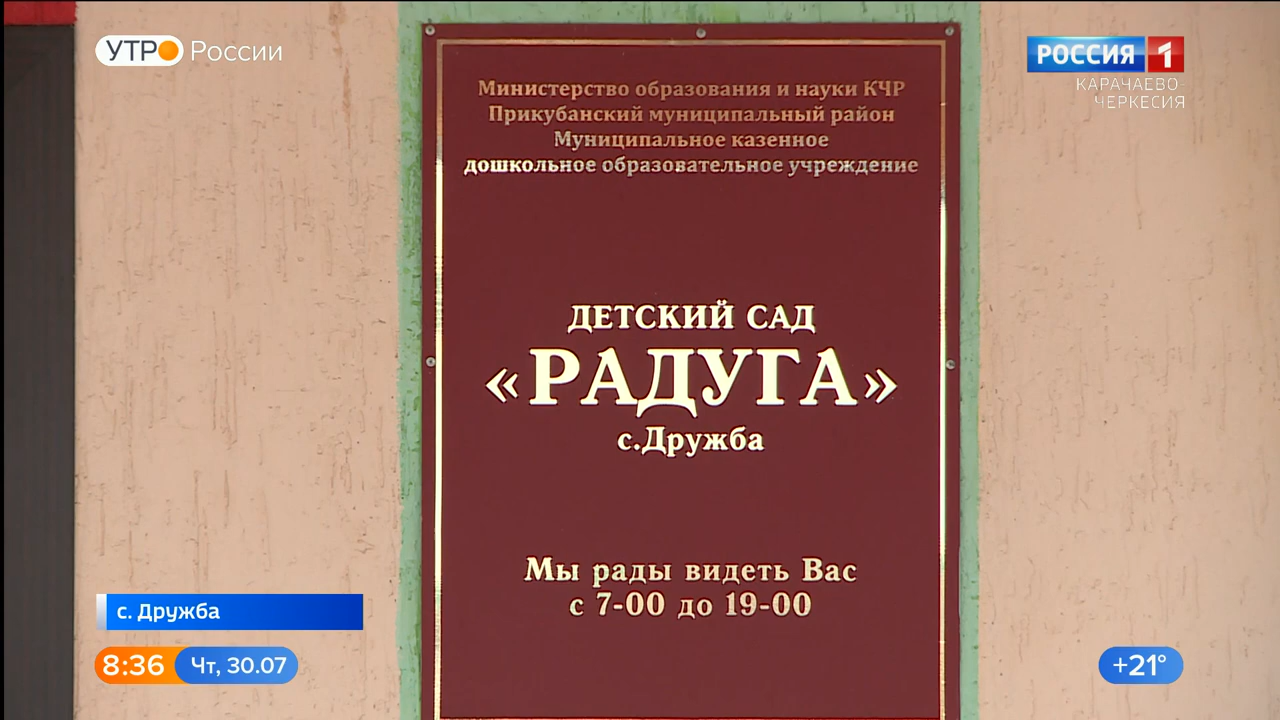 УТРО России
РОССИЯ 1
КАРАЧАЕВО-
ЧЕРКЕСИЯ
Министерство образования и науки КЧР
Прикубанский муниципальный район
Муниципальное казенное
дошкольное образовательное учреждение
ДЕТСКИЙ САД
«РАДУГА»
с.Дружба
Мы рады видеть Вас
с 7-00 до 19-00
с. Дружба
8:36 Чт, 30.07
+21°